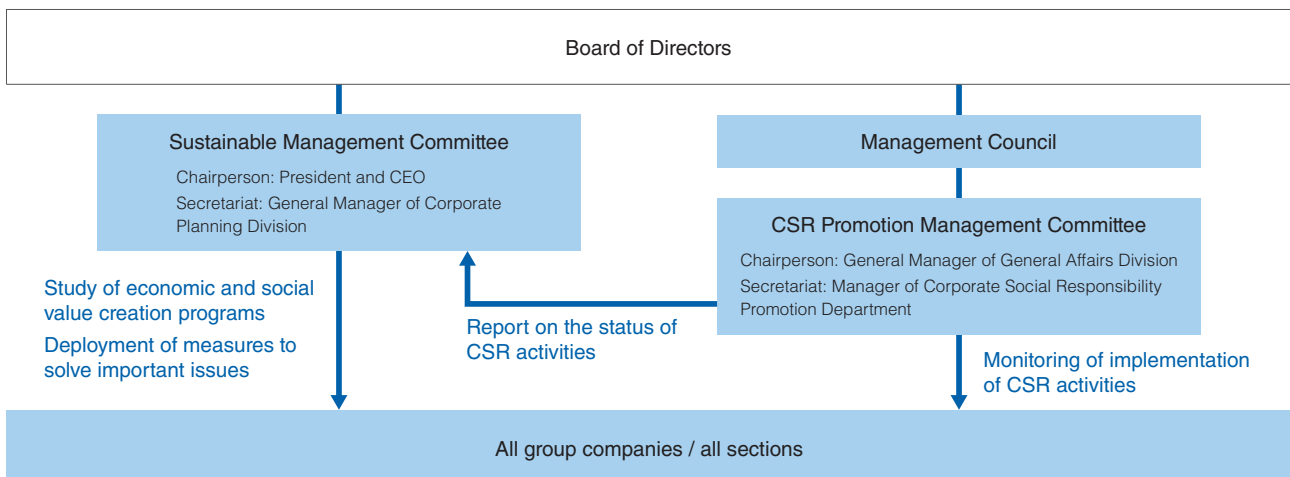 Board of Directors
Sustainable Management Committee
Chairperson: President and CEO
Secretariat: General Manager of Corporate
Planning Division
Management Council
CSR Promotion Management Committee
Chairperson: General Manager of General Affairs Division
Secretariat: Manager of Corporate Social Responsibility
Promotion Department
Study of economic and social
value creation programs
Deployment of measures to
solve important issues
Report on the status of
CSR activities
Monitoring of implementation
of CSR activities
All group companies / all sections